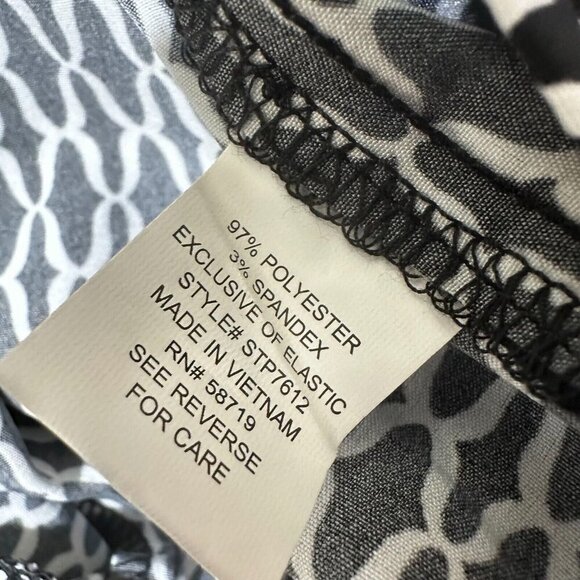 97% POLYESTER
3% SPANDEX
EXCLUSIVE OF ELASTIC
STYLE# STP7612
MADE IN VIETNAM
RN# 58719
SEE REVERSE
FOR CARE